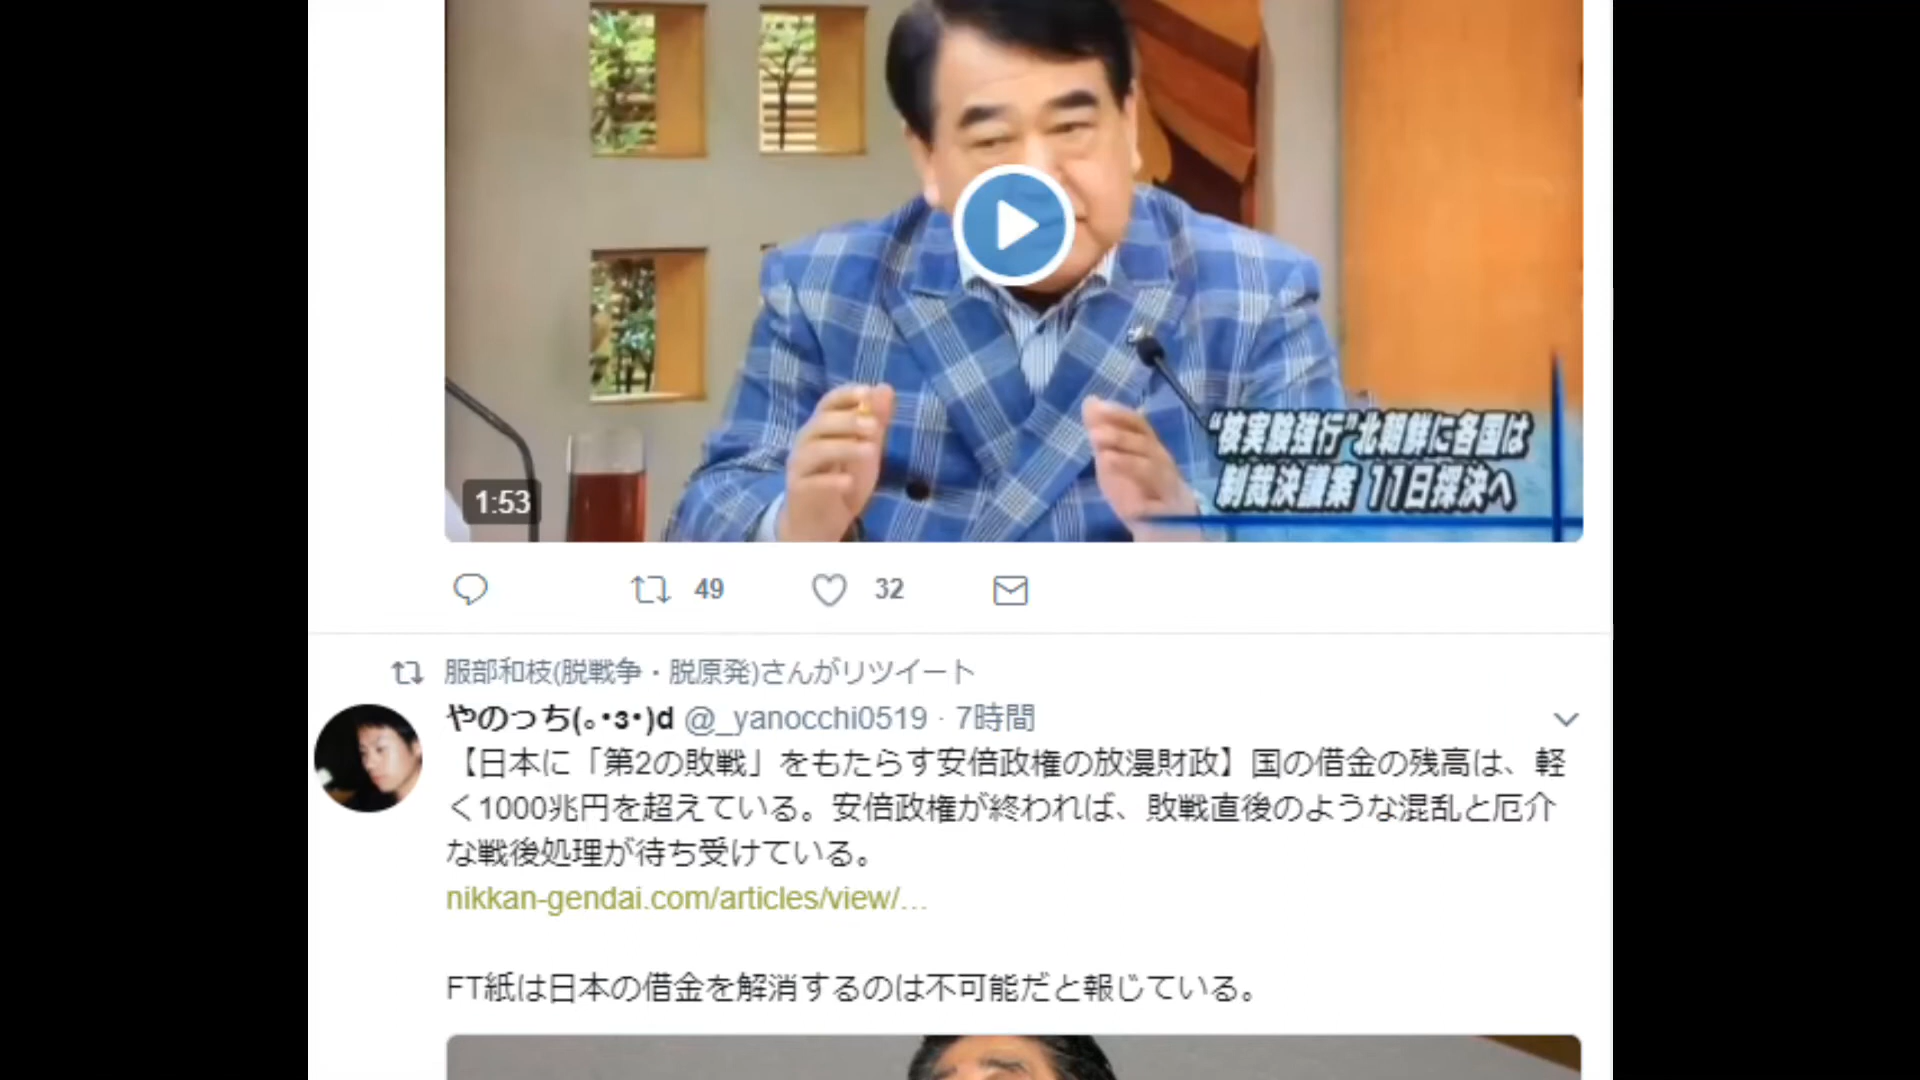 “核実験強行”北朝鮮に各国は
制裁決議案 11日採決へ
1:53
49
32
服部和枝(脱戦争・脱原発)さんがリツイート
やのっち(｡･з･)d @_yanocchi0519 · 7時間
【日本に「第2の敗戦」をもたらす安倍政権の放漫財政】国の借金の残高は、軽
く1000兆円を超えている。安倍政権が終われば、敗戦直後のような混乱と厄介
な戦後処理が待ち受けている。
nikkan-gendai.com/articles/view/…
FT紙は日本の借金を解消するのは不可能だと報じている。